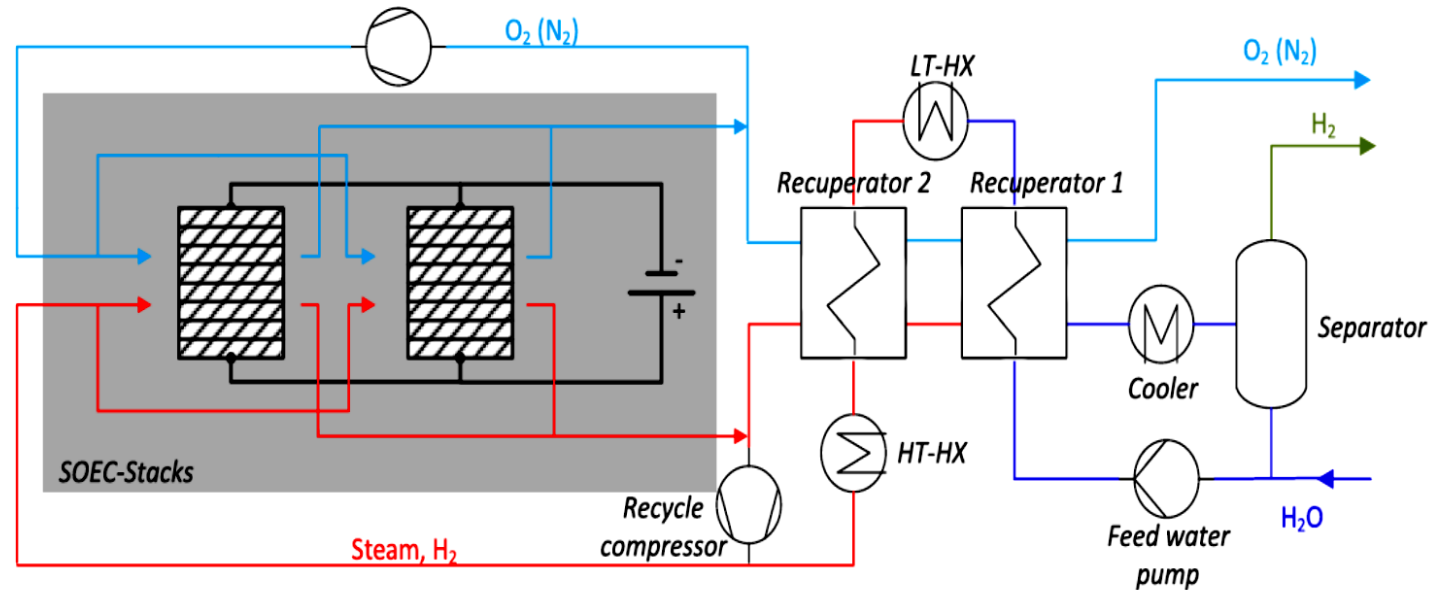 O₂ (N₂)
LT-HX
O₂ (N₂)
H₂
Recuperator 2
Recuperator 1
-
+
Separator
Cooler
SOEC-Stacks
HT-HX
Recycle
compressor
H₂O
Steam, H₂
Feed water
pump